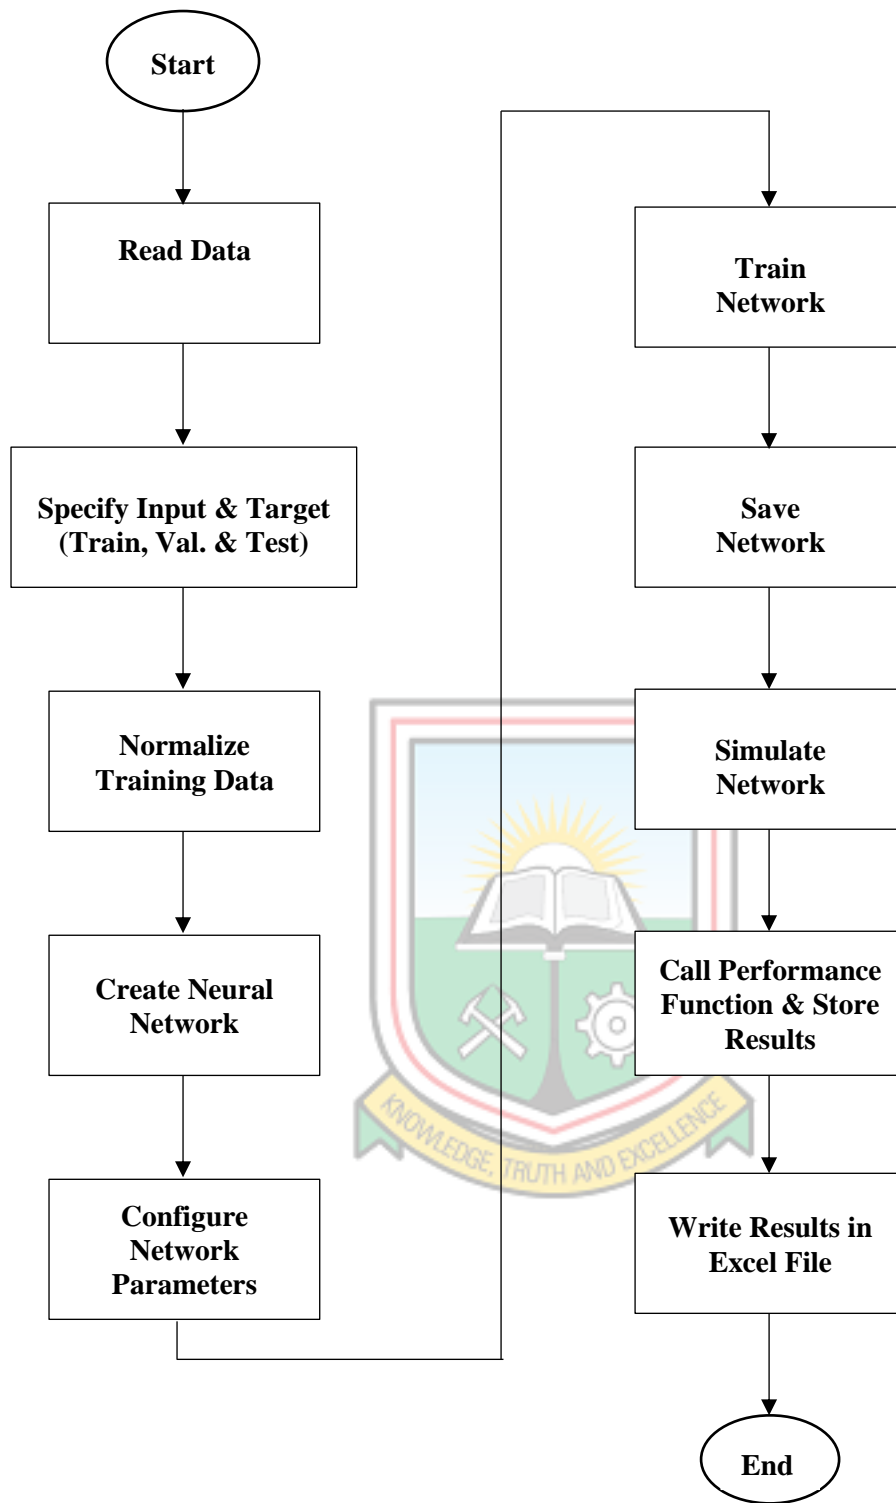 Start
Read Data
Specify Input & Target
(Train, Val. & Test)
Normalize
Training Data
Create Neural
Network
Configure
Network
Parameters
Train
Network
Save
Network
Simulate
Network
Call Performance
Function & Store
Results
Write Results in
Excel File
End
KNOWLEDGE, TRUTH AND EXCELLENCE